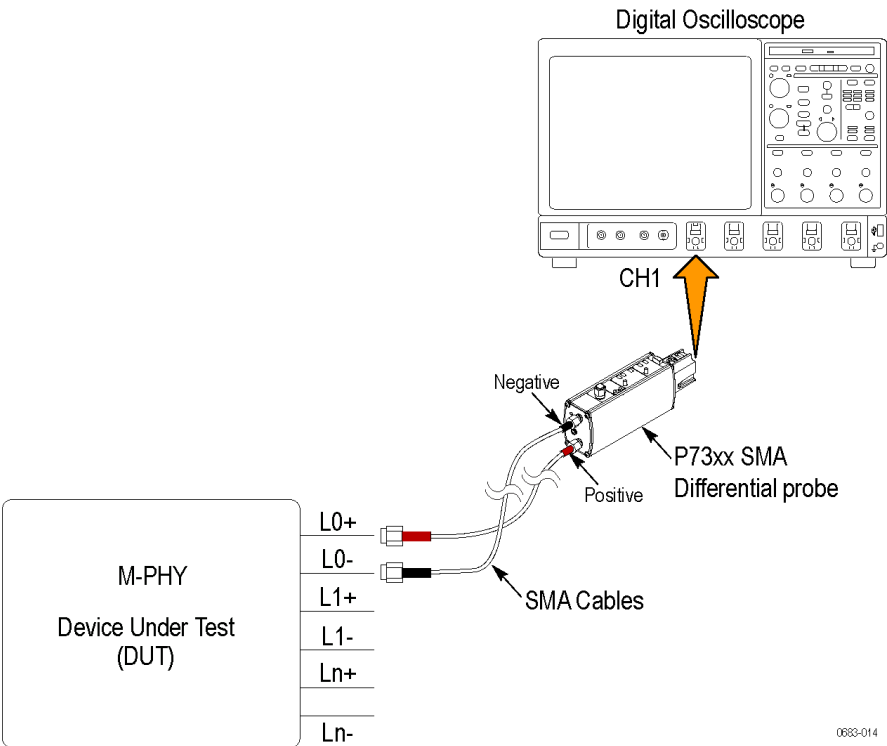 Digital Oscilloscope
CH1
Negative
Positive
P73xx SMA
Differential probe
SMA Cables
M-PHY
Device Under Test
(DUT)
L0+
L0-
L1+
L1-
Ln+
Ln-
0683-014